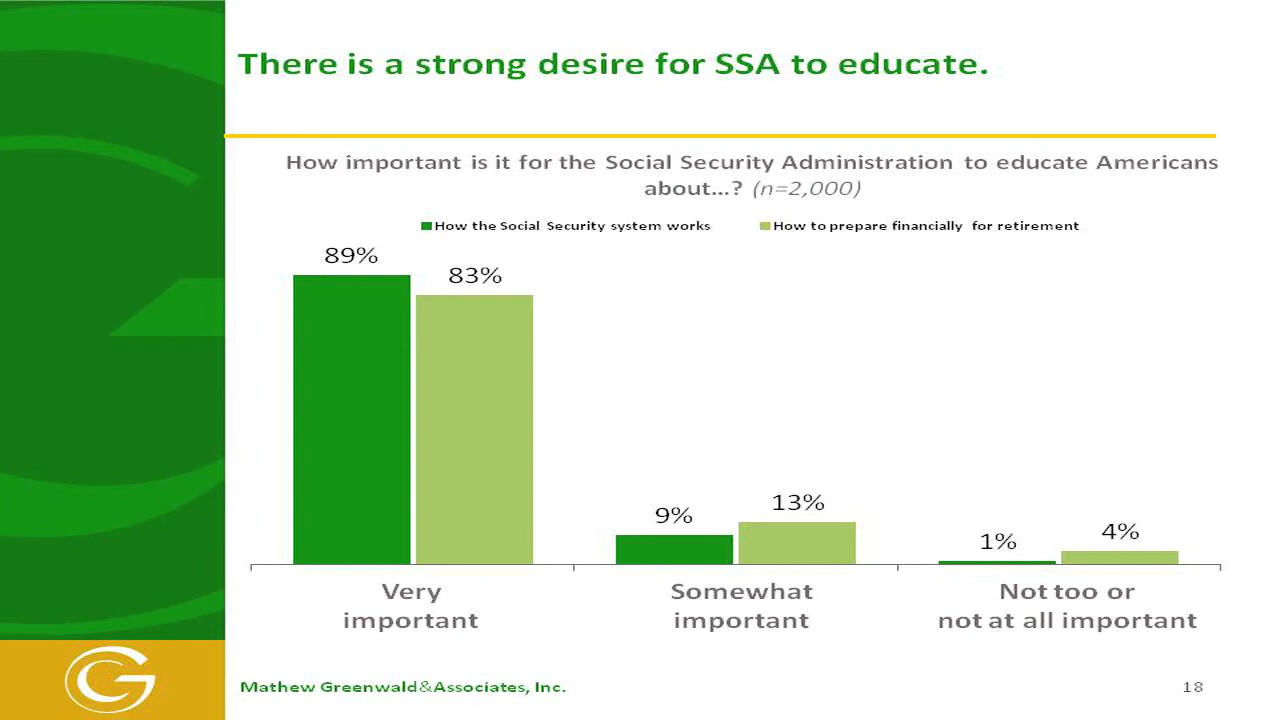 There is a strong desire for SSA to educate.
How important is it for the Social Security Administration to educate Americans
about...? (n=2,000)
How the Social Security system works
How to prepare financially for retirement
89%
83%
9%
13%
1%
4%
Very
important
Somewhat
important
Not too or
not at all important
Mathew Greenwald&Associates, Inc.
18